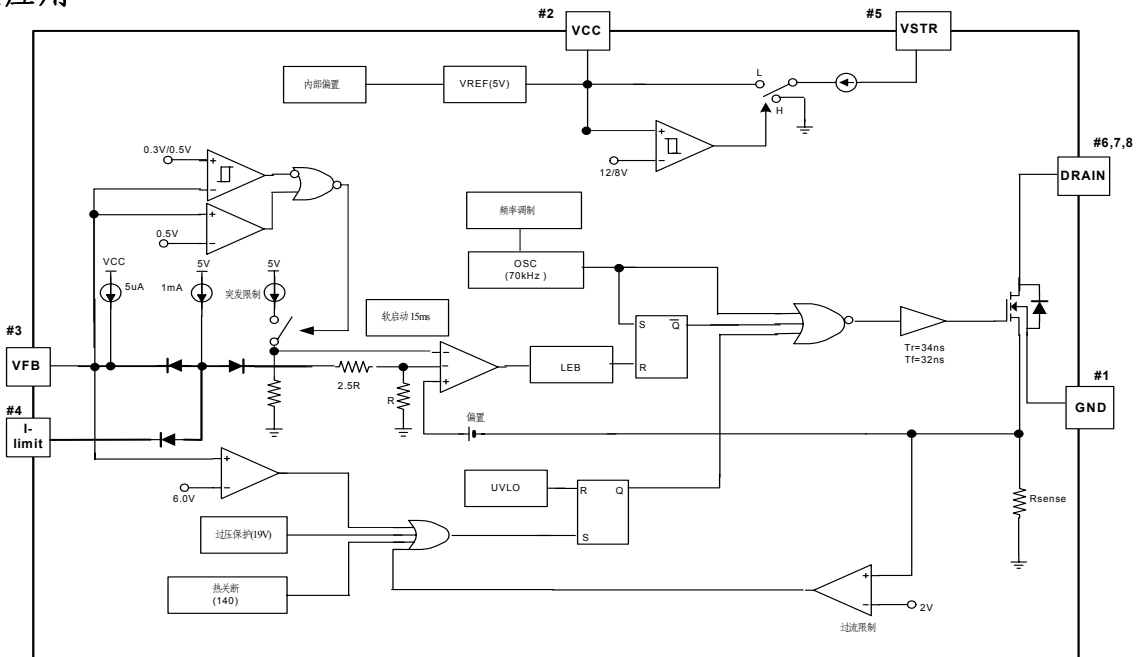 #2
VCC
#5
VSTR
内部偏置
VREF(5V)
L
H
12/8V
+
−
#6,7,8
DRAIN
0.3V/0.5V
+
−
+
−
0.5V
频率调制
OSC
(70kHz )
VCC
5uA
5V
1mA
5V
突发限制
软启动 15ms
#3
VFB
#4
I-
limit
2.5R
R
−
−
+
LEB
S
Q
R
Tr=34ns
Tf=32ns
#1
GND
偏置
Rsense
+
−
6.0V
UVLO
R
Q
S
过压保护(19V)
热关断
(140)
+
−
2V
过流限制